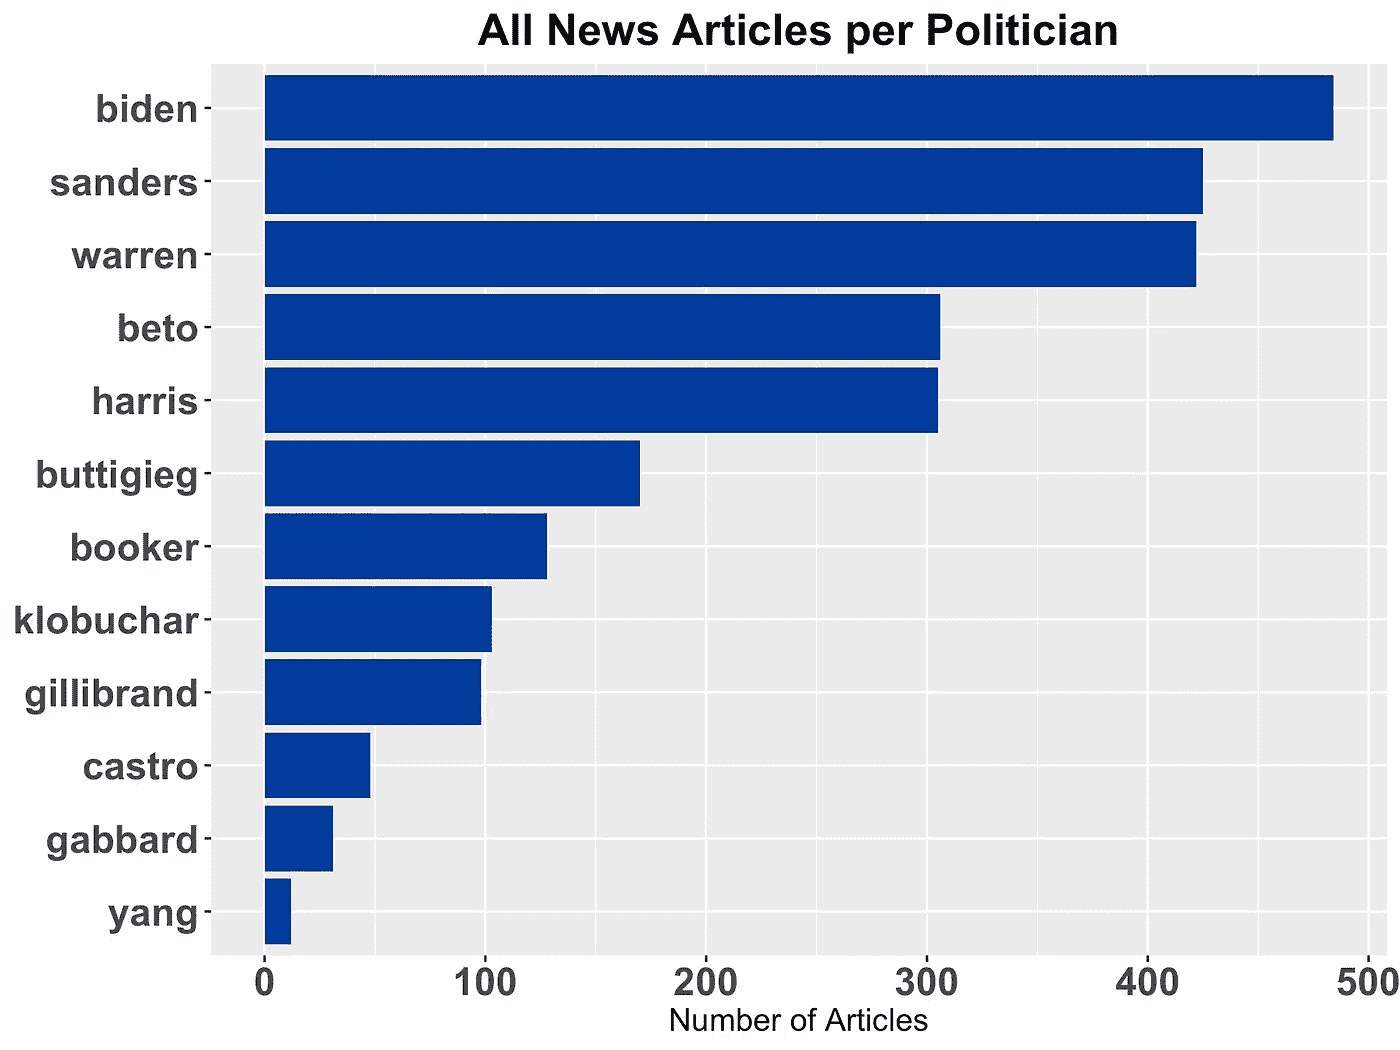 All News Articles per Politician
biden
sanders
warren
beto
harris
buttigieg
booker
klobuchar
gillibrand
castro
gabbard
yang
0 100 200 300 400 500
Number of Articles